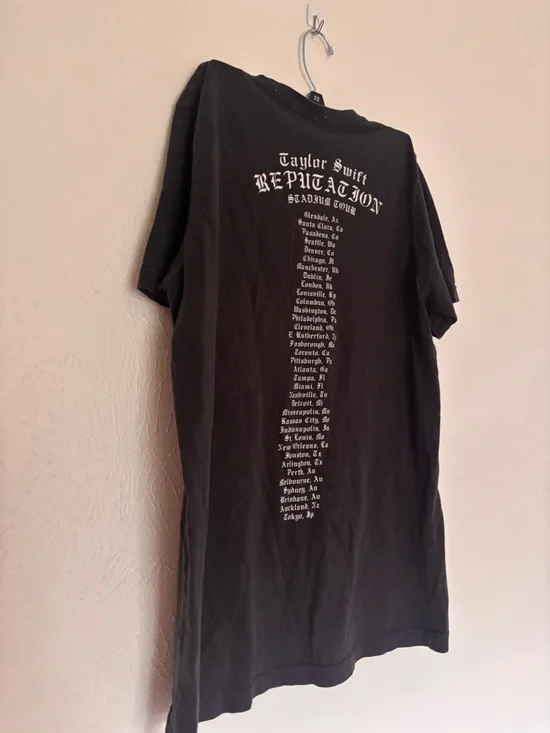 32
Taylor Swift
REPUTATION
STADIUM TOUR
Glendale, Az
Santa Clara, Ca
Pasadena, Ca
Seattle, Wa
Denver, Co
Chicago, Il
Manchester, Uk
Dublin, Ie
London, Uk
Louisville, Ky
Columbus, Oh
Washington, Dc
Philadelphia, Pa
Cleveland, Oh
E Rutherford, Nj
Foxborough, Ma
Toronto, Ca
Pittsburgh, Pa
Atlanta, Ga
Tampa, Fl
Miami, Fl
Nashville, Tn
Detroit, Mi
Minneapolis, Mn
Kansas City, Mo
Indianapolis, In
St Louis, Mo
New Orleans, La
Houston, Tx
Arlington, Tx
Perth, Au
Melbourne, Au
Sydney, Au
Brisbane, Au
Auckland, Nz
Tokyo, Jp